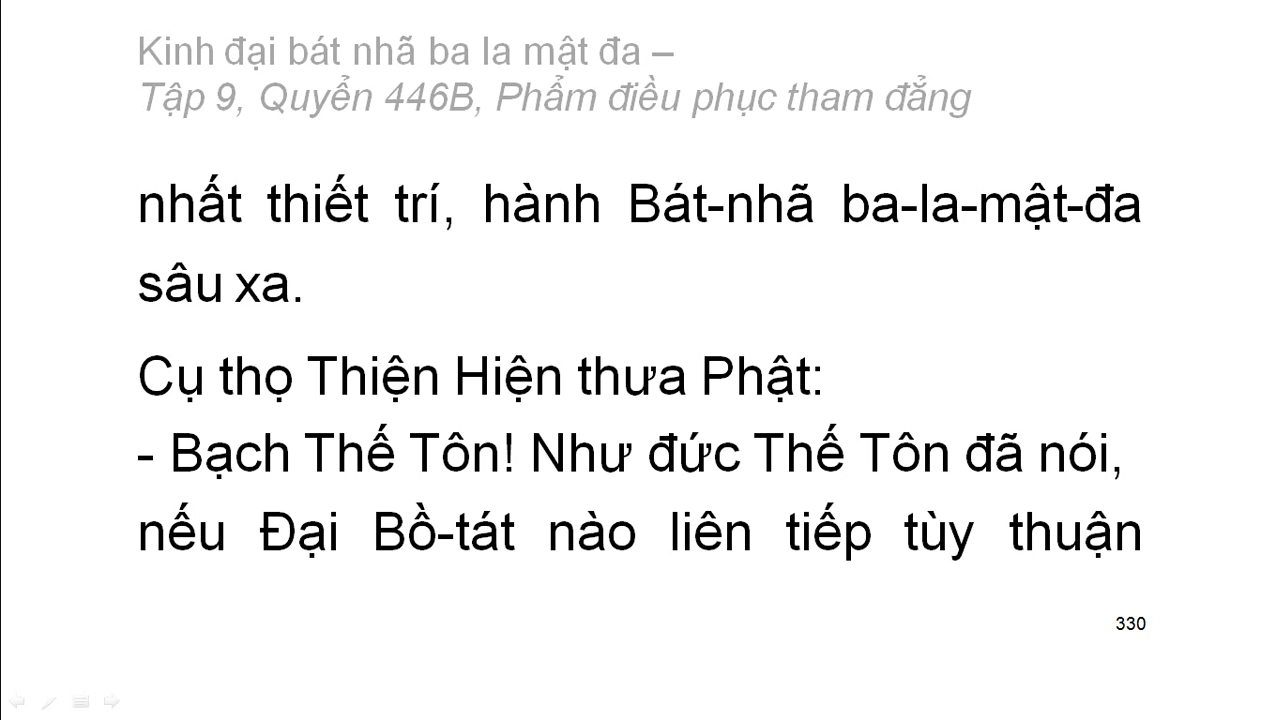 Kinh đại bát nhã ba la mật đa –
Tập 9, Quyển 446B, Phẩm điều phục tham đẳng
nhất thiết trí, hành Bát-nhã ba-la-mật-đa
sâu xa.
Cụ thọ Thiện Hiện thưa Phật:
- Bạch Thế Tôn! Như đức Thế Tôn đã nói,
nếu Đại Bồ-tát nào liên tiếp tùy thuận
330